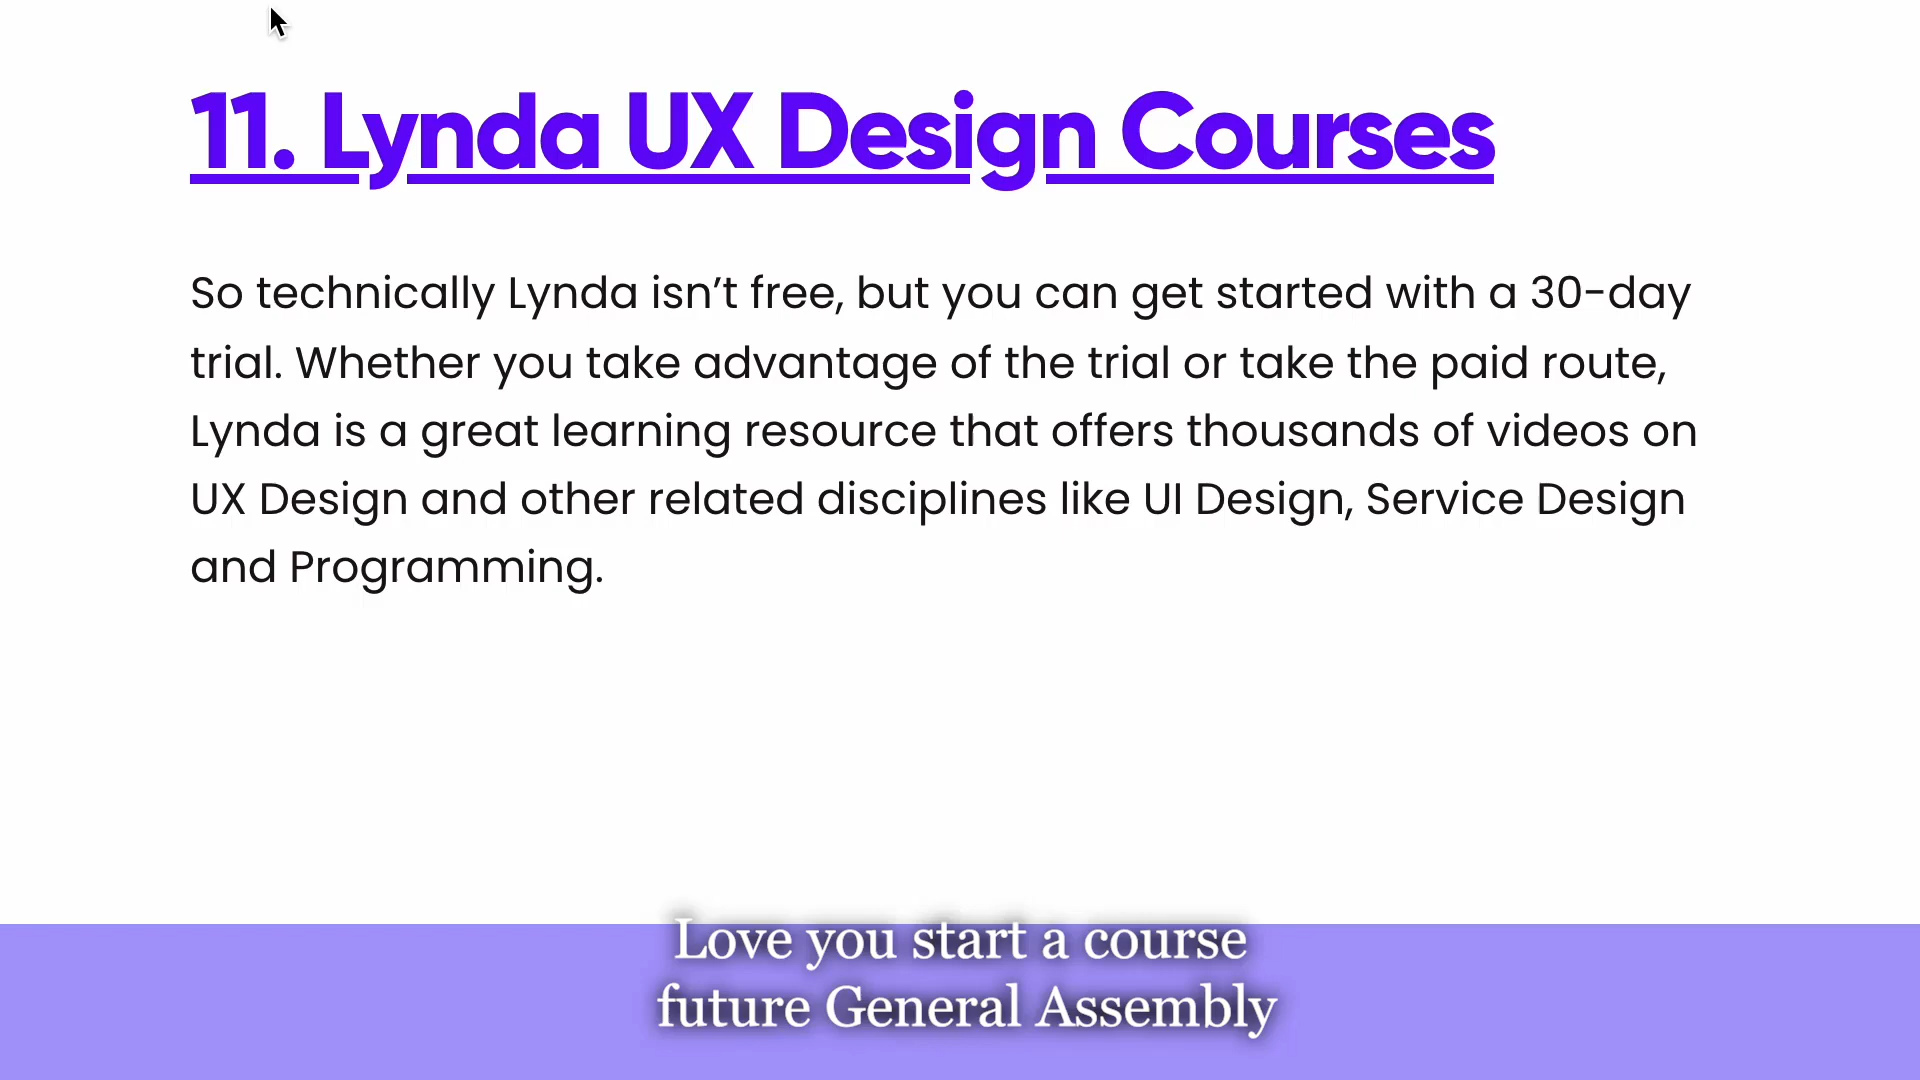 11. Lynda UX Design Courses
So technically Lynda isn’t free, but you can get started with a 30-day
trial. Whether you take advantage of the trial or take the paid route,
Lynda is a great learning resource that offers thousands of videos on
UX Design and other related disciplines like UI Design, Service Design
and Programming.
Love you start a course
future General Assembly